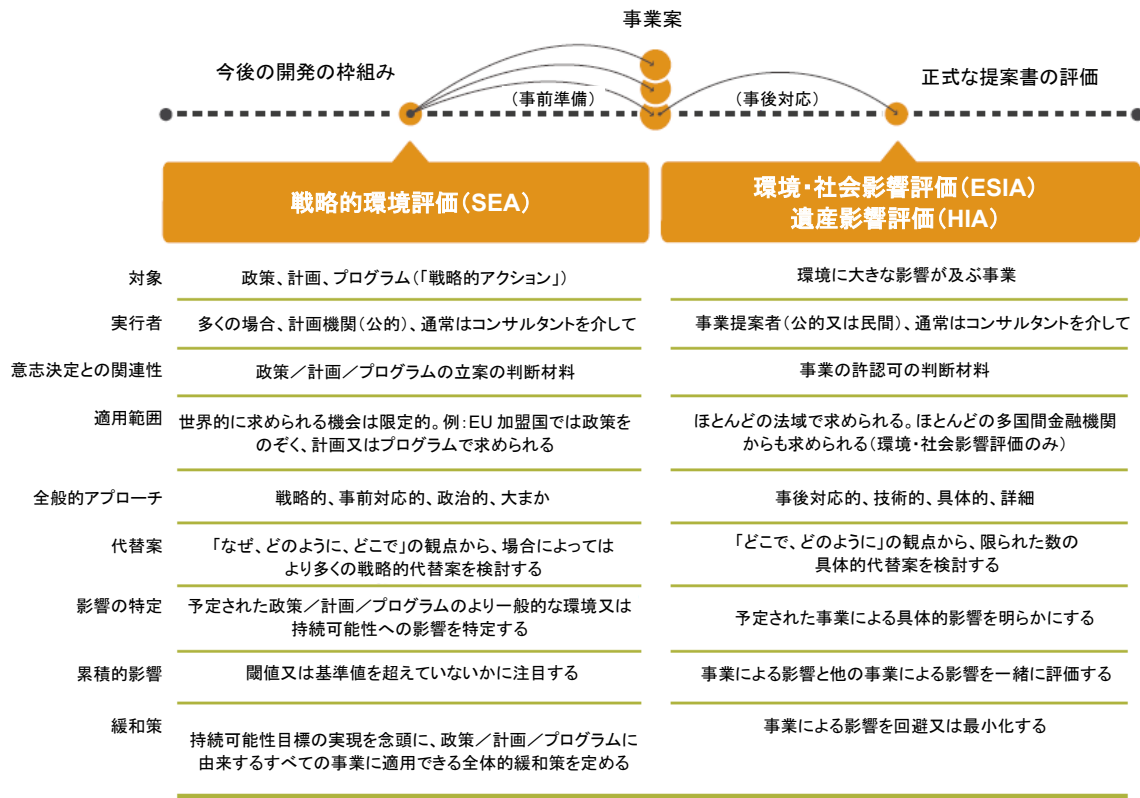 事業案
今後の開発の枠組み
正式な提案書の評価
（事前準備）
（事後対応）
戦略的環境評価（SEA）
環境・社会影響評価（ESIA）
遺産影響評価（HIA）
対象
政策、計画、プログラム（「戦略的アクション」）
環境に大きな影響が及ぶ事業
実行者
多くの場合、計画機関（公的）、通常はコンサルタントを介して
事業提案者（公的又は民間）、通常はコンサルタントを介して
意志決定との関連性
政策／計画／プログラムの立案の判断材料
事業の許認可の判断材料
適用範囲
世界的に求められる機会は限定的。例：EU 加盟国では政策を
のぞく、計画又はプログラムで求められる
ほとんどの法域で求められる。ほとんどの多国間金融機関
からも求められる（環境・社会影響評価のみ）
全般的アプローチ
戦略的、事前対応的、政治的、大まか
事後対応的、技術的、具体的、詳細
代替案
「なぜ、どのように、どこで」の観点から、場合によっては
より多くの戦略的代替案を検討する
「どこで、どのように」の観点から、限られた数の
具体的代替案を検討する
影響の特定
予定された政策／計画／プログラムのより一般的な環境又は
持続可能性への影響を特定する
予定された事業による具体的影響を明らかにする
累積的影響
閾値又は基準値を超えていないかに注目する
事業による影響と他の事業による影響を一緒に評価する
緩和策
持続可能性目標の実現を念頭に、政策／計画／プログラムに
由来するすべての事業に適用できる全体的緩和策を定める
事業による影響を回避又は最小化する